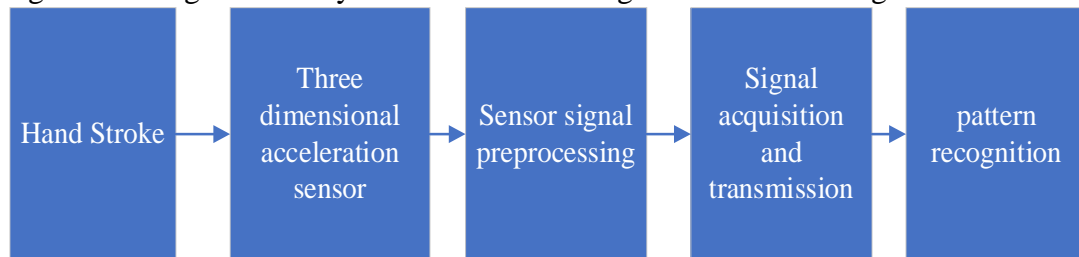 Hand Stroke
Three
dimensional
acceleration
sensor
Sensor signal
preprocessing
Signal
acquisition
and
transmission
pattern
recognition